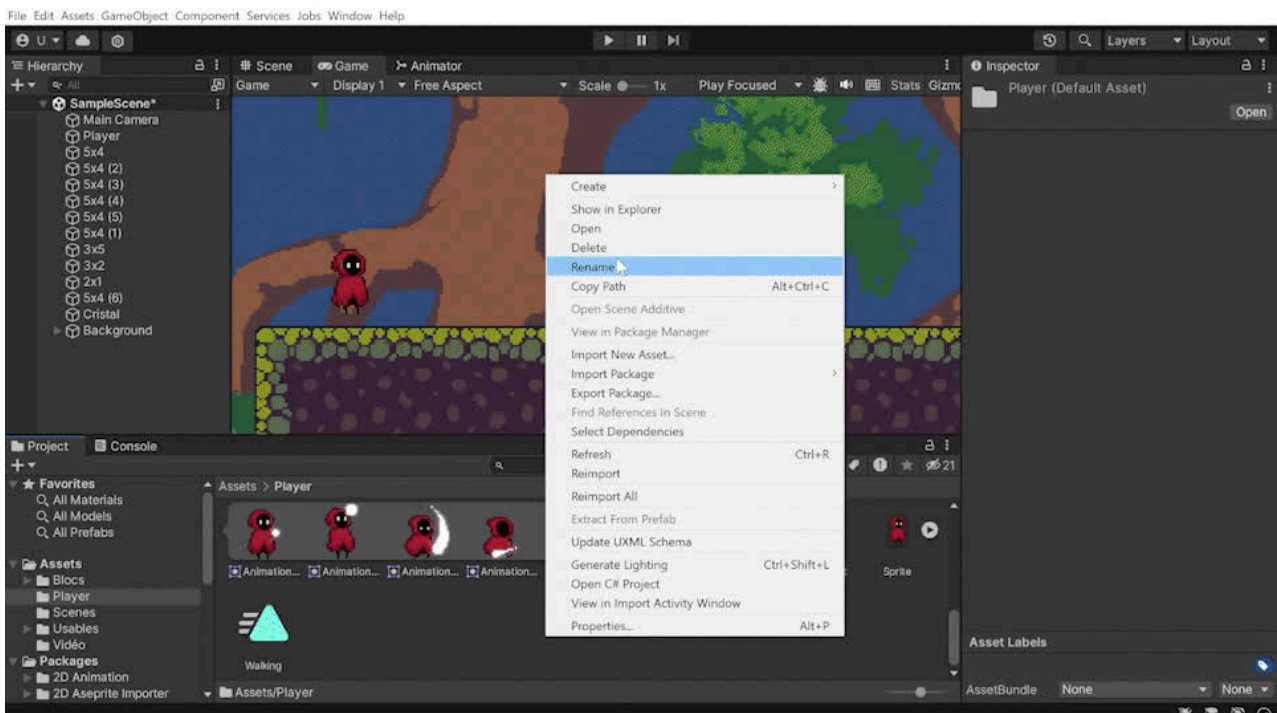 File Edit Assets GameObject Component Services Jobs Window Help
U
Layers
Layout
Hierarchy
All
SampleScene*
Main Camera
Player
5x4
5x4 (2)
5x4 (3)
5x4 (4)
5x4 (5)
5x4 (1)
3x5
3x2
2x1
5x4 (6)
Cristal
Background
Scene Game Animator
Game Display 1 Free Aspect Scale 1x Play Focused Stats Gizmo
Create
Show in Explorer
Open
Delete
Rename
Copy Path Alt+Ctrl+C
Open Scene Additive
View in Package Manager
Import New Asset...
Import Package
Export Package...
Find References In Scene
Select Dependencies
Refresh Ctrl+R
Reimport
Reimport All
Extract From Prefab
Update UXML Schema
Generate Lighting Ctrl+Shift+L
Open C# Project
View in Import Activity Window
Properties... Alt+P
Inspector
Player (Default Asset)
Open
Project Console
21
Favorites
All Materials
All Models
All Prefabs
Assets
Blocs
Player
Scenes
Usables
Vidéo
Packages
2D Animation
2D Aseprite Importer
Assets > Player
Animation... Animation... Animation... Animation...
Sprite
Walking
Assets/Player
Asset Labels
AssetBundle None None